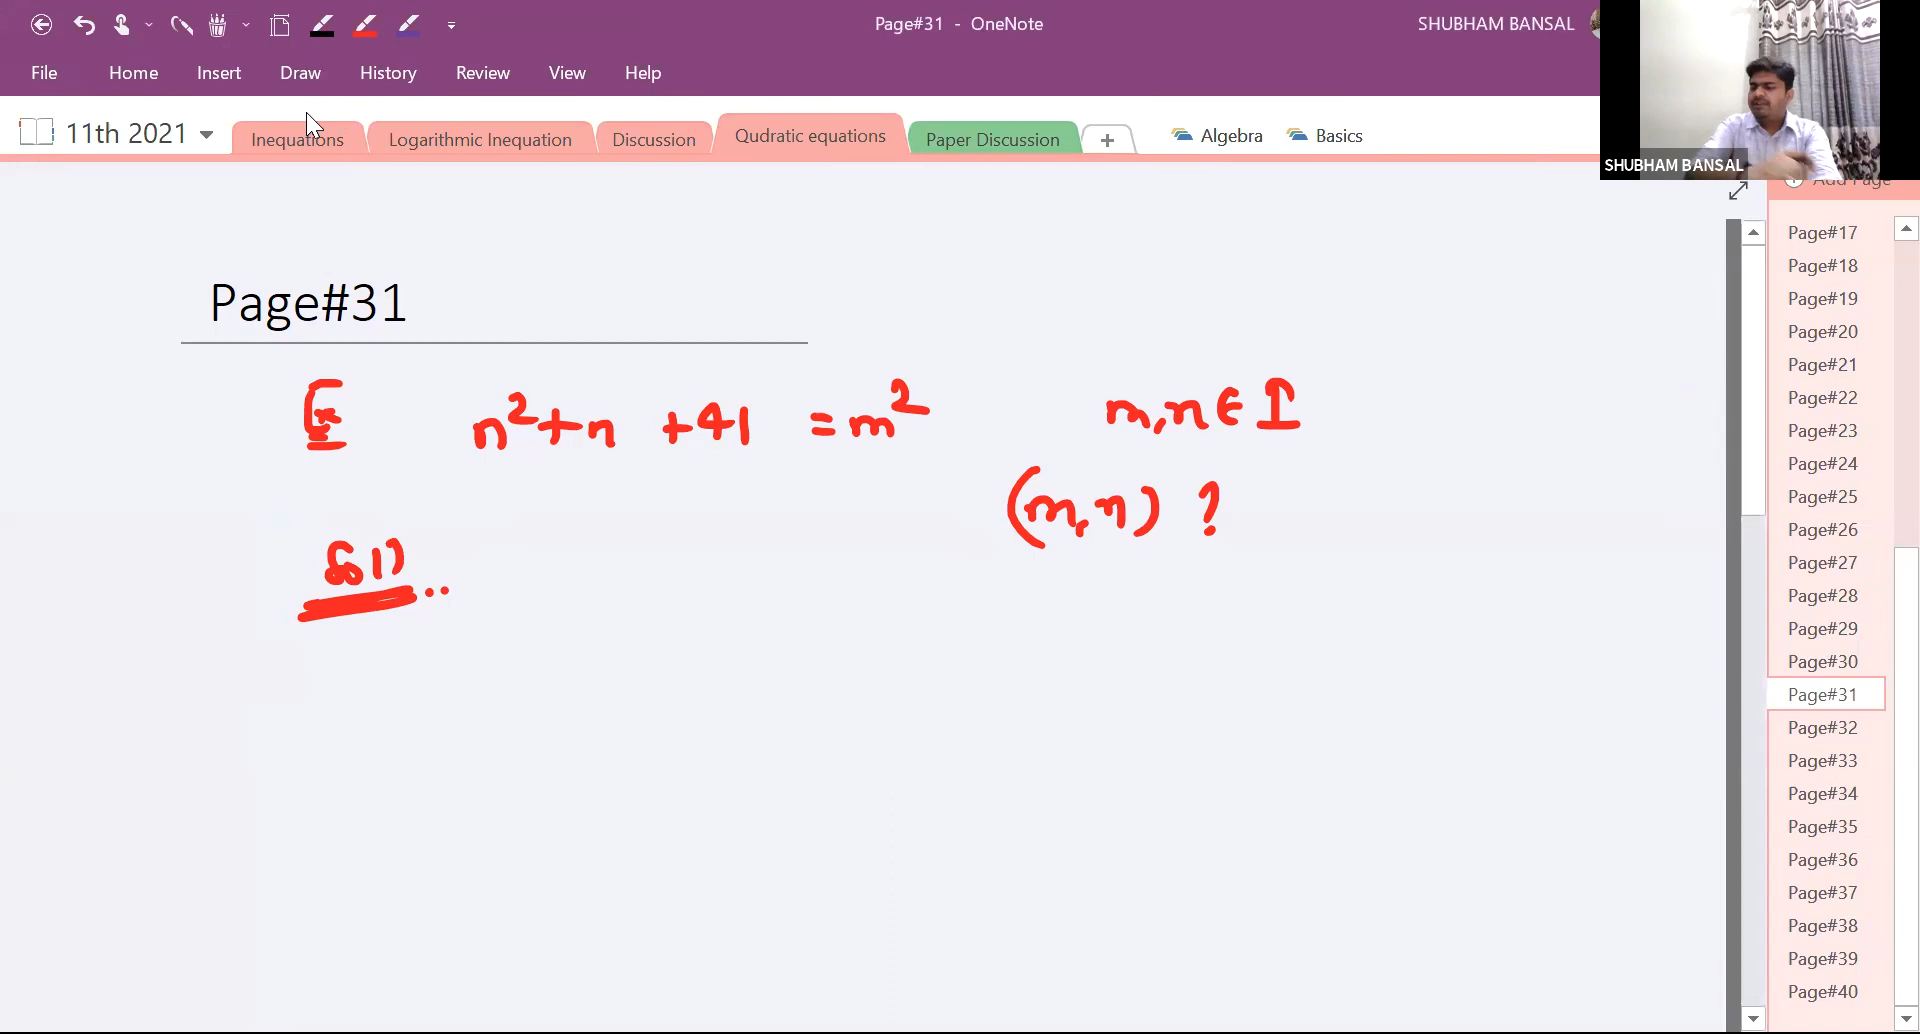 Page#31 - OneNote
SHUBHAM BANSAL
File Home Insert Draw History Review View Help
11th 2021
Inequations
Logarithmic Inequation
Discussion
Qudratic equations
Paper Discussion
+
Algebra
Basics
SHUBHAM BANSAL
Add Page
Page#31
n²+n +41 =m² m,n∈I
(m,n) ?
Sol)
Page#17
Page#18
Page#19
Page#20
Page#21
Page#22
Page#23
Page#24
Page#25
Page#26
Page#27
Page#28
Page#29
Page#30
Page#31
Page#32
Page#33
Page#34
Page#35
Page#36
Page#37
Page#38
Page#39
Page#40